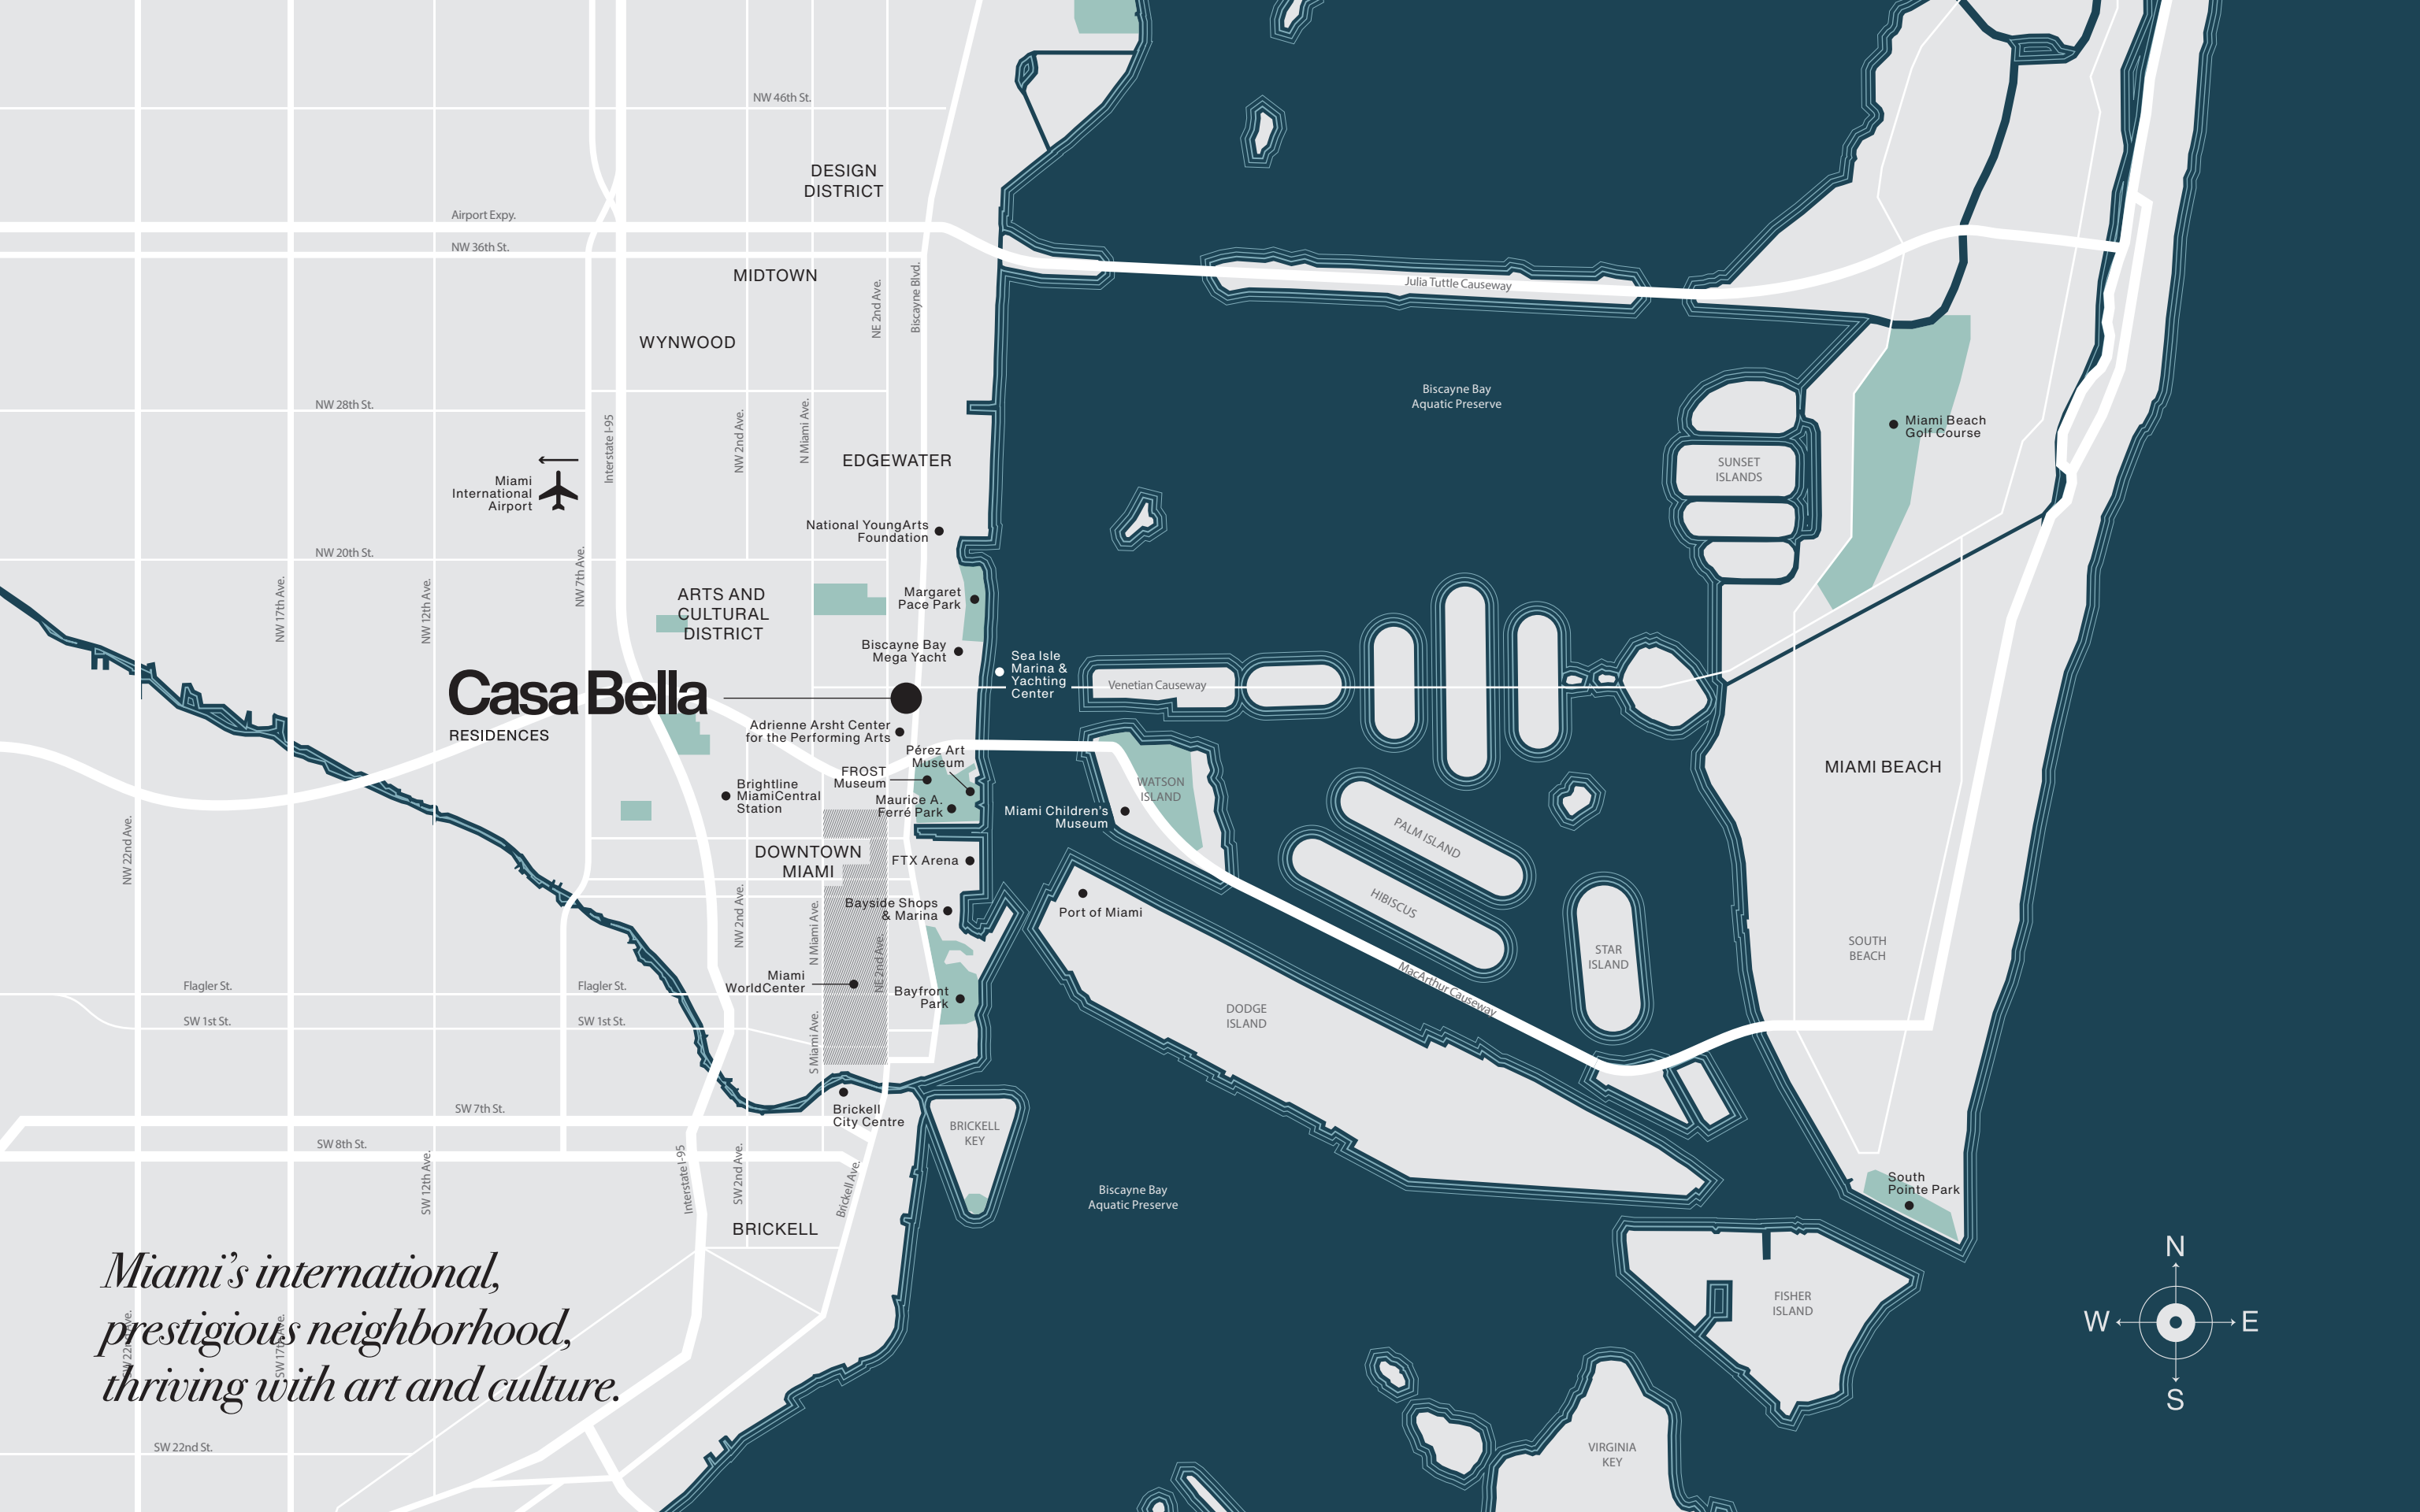 NW 46th St.
DESIGN
DISTRICT
Airport Expy.
NW 36th St.
MIDTOWN
NE 2nd Ave.
Biscayne Blvd.
Julia Tuttle Causeway
WYNWOOD
Biscayne Bay
Aquatic Preserve
NW 28th St.
Interstate I-95
NW 2nd Ave.
N Miami Ave.
EDGEWATER
Miami Beach
Golf Course
SUNSET
ISLANDS
Miami
International
Airport
National YoungArts
Foundation
NW 20th St.
NW 17th Ave.
NW 12th Ave.
NW 7th Ave.
ARTS AND
CULTURAL
DISTRICT
Margaret
Pace Park
Biscayne Bay
Mega Yacht
Sea Isle
Marina &
Yachting
Center
Venetian Causeway
Casa Bella
RESIDENCES
Adrienne Arsht Center
for the Performing Arts
Pérez Art
Museum
FROST
Museum
Maurice A.
Ferré Park
Brightline
MiamiCentral
Station
WATSON
ISLAND
Miami Children's
Museum
MIAMI BEACH
PALM ISLAND
HIBISCUS
NW 22nd Ave.
DOWNTOWN
MIAMI
FTX Arena
Bayside Shops
& Marina
Port of Miami
NW 2nd Ave.
N Miami Ave.
NE 2nd Ave.
STAR
ISLAND
SOUTH
BEACH
Miami
WorldCenter
Bayfront
Park
MacArthur Causeway
Flagler St.
Flagler St.
DODGE
ISLAND
SW 1st St.
SW 1st St.
S Miami Ave.
SW 7th St.
Brickell
City Centre
BRICKELL
KEY
SW 8th St.
SW 12th Ave.
Interstate I-95
SW 2nd Ave.
Brickell Ave.
Biscayne Bay
Aquatic Preserve
South
Pointe Park
BRICKELL
N
W
E
S
FISHER
ISLAND
Miami’s international,
prestigious neighborhood,
thriving with art and culture.
SW 22nd Ave.
SW 17th Ave.
SW 22nd St.
VIRGINIA
KEY